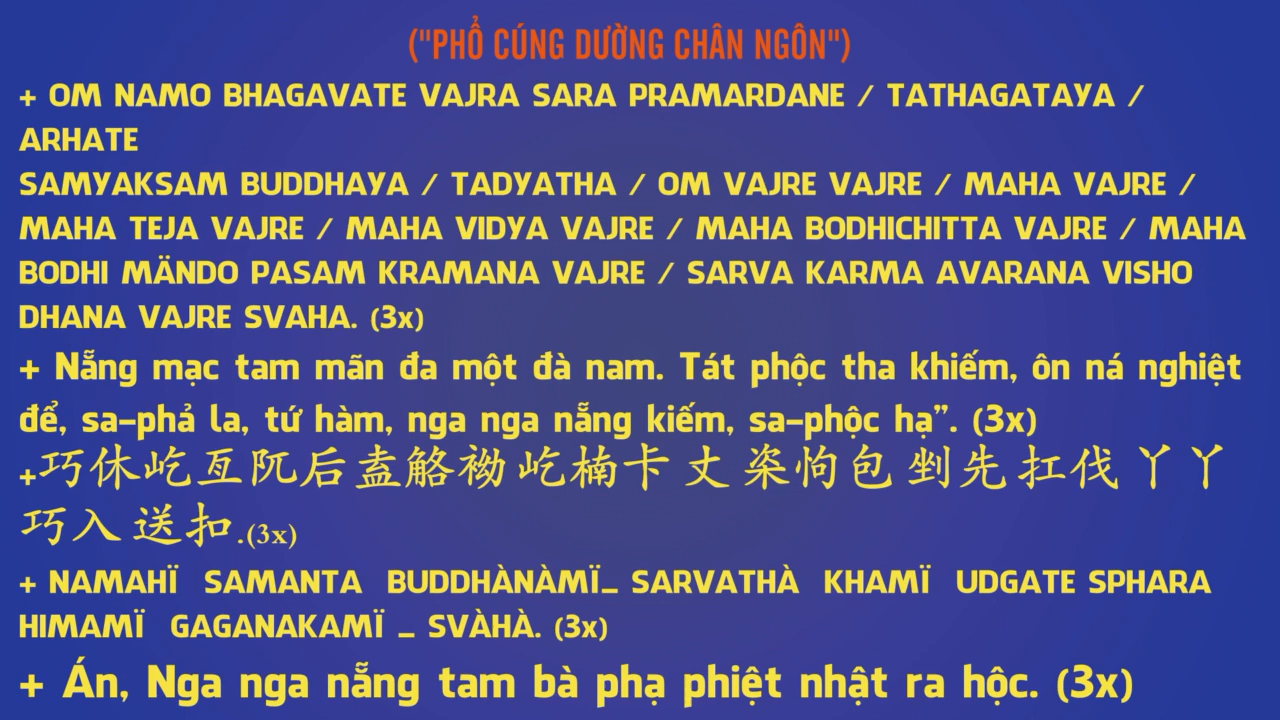 ("PHỔ CÚNG DƯỜNG CHÂN NGÔN")
+ OM NAMO BHAGAVATE VAJRA SARA PRAMARDANE / TATHAGATAYA /
ARHATE
SAMYAKSAM BUDDHAYA / TADYATHA / OM VAJRE VAJRE / MAHA VAJRE /
MAHA TEJA VAJRE / MAHA VIDYA VAJRE / MAHA BODHICHITTA VAJRE / MAHA
BODHI MÄNDO PASAM KRAMANA VAJRE / SARVA KARMA AVARANA VISHO
DHANA VAJRE SVAHA. (3x)
+ Nẵng mạc tam mãn đa một đà nam. Tát phộc tha khiếm, ôn ná nghiệt
để, sa-phả la, tứ hàm, nga nga nẵng kiếm, sa-phộc hạ”. (3x)
+巧休屹亙阢后盍觡袎屹楠卡丈染怐包剉先扛伐丫丫
巧入送扣.(3x)
+ NAMAHÏ SAMANTA BUDDHÀNÀMÏ_ SARVATHÀ KHAMÏ UDGATE SPHARA
HIMAMÏ GAGANAKAMÏ _ SVÀHÀ. (3x)
+ Án, Nga nga nẵng tam bà phạ phiệt nhật ra hộc. (3x)